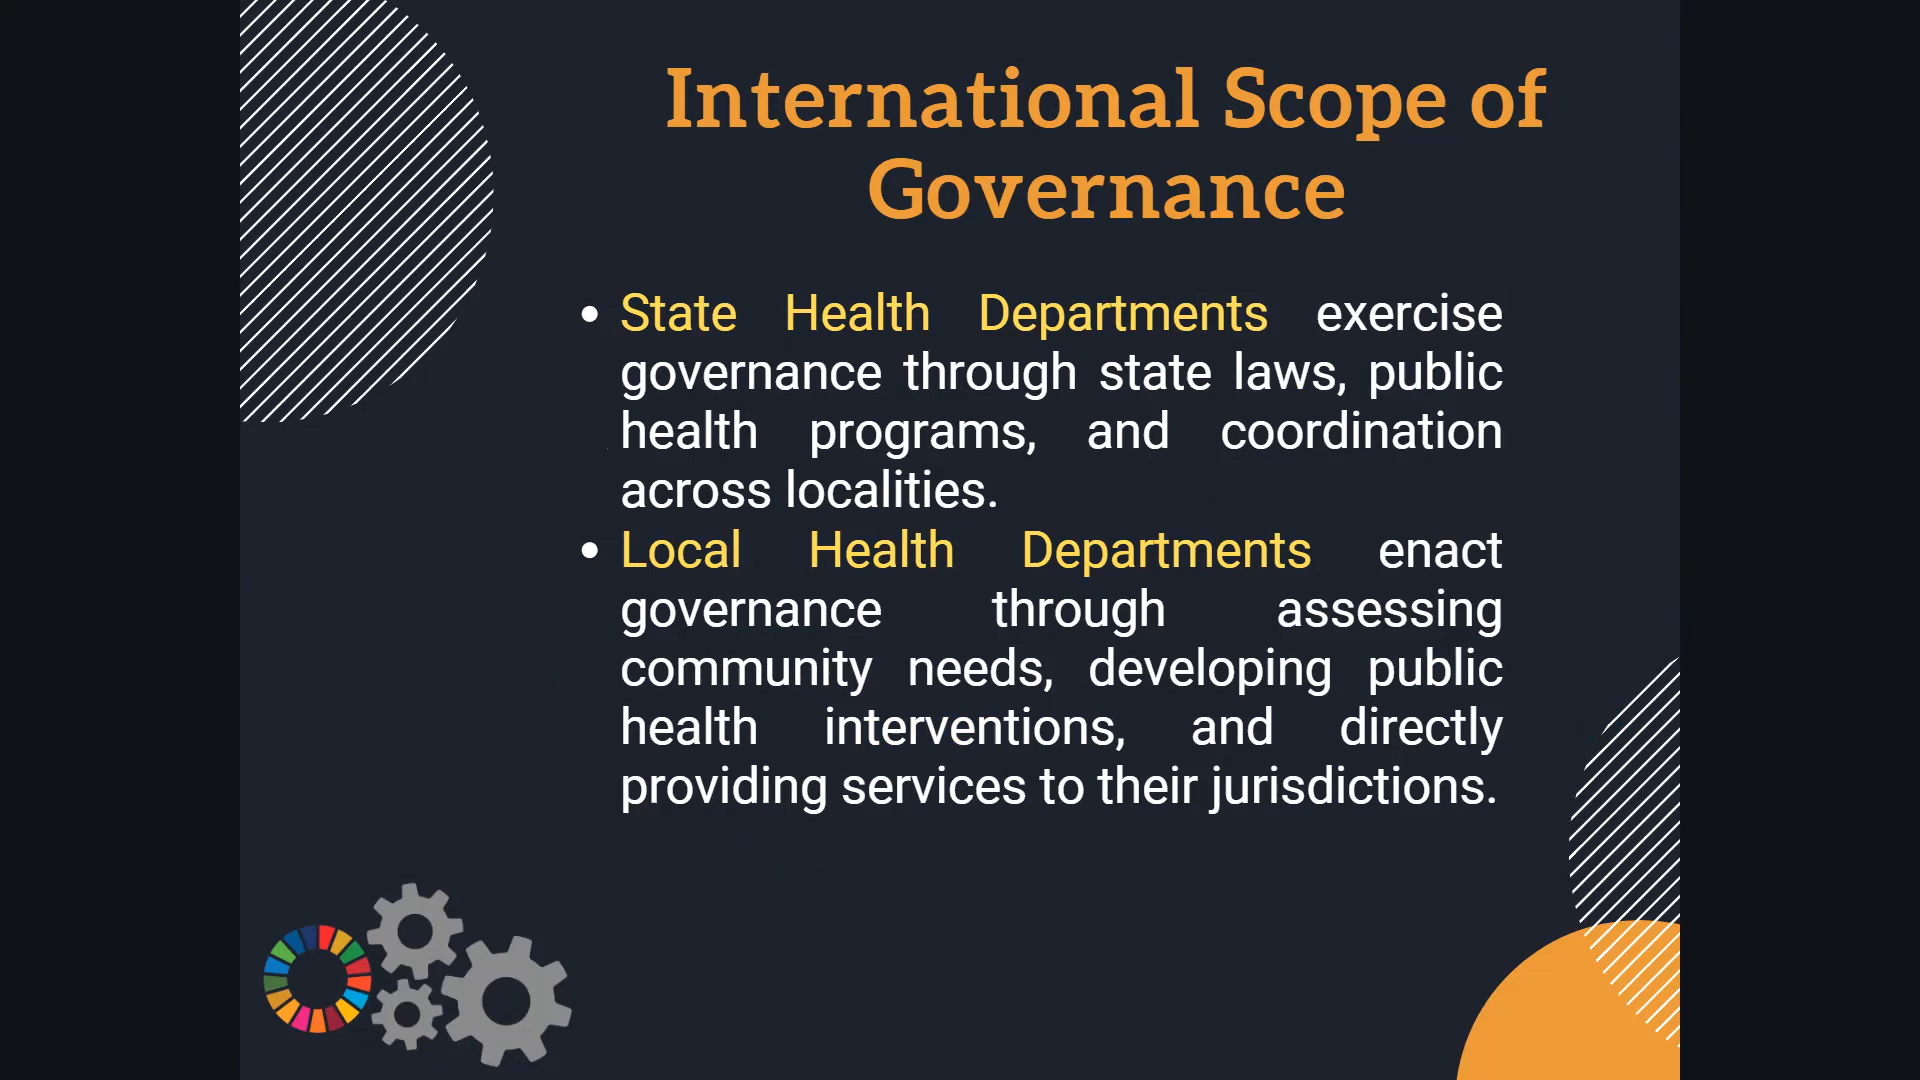 International Scope of
Governance
• State Health Departments exercise
governance through state laws, public
health programs, and coordination
across localities.
• Local Health Departments enact
governance through assessing
community needs, developing public
health interventions, and directly
providing services to their jurisdictions.